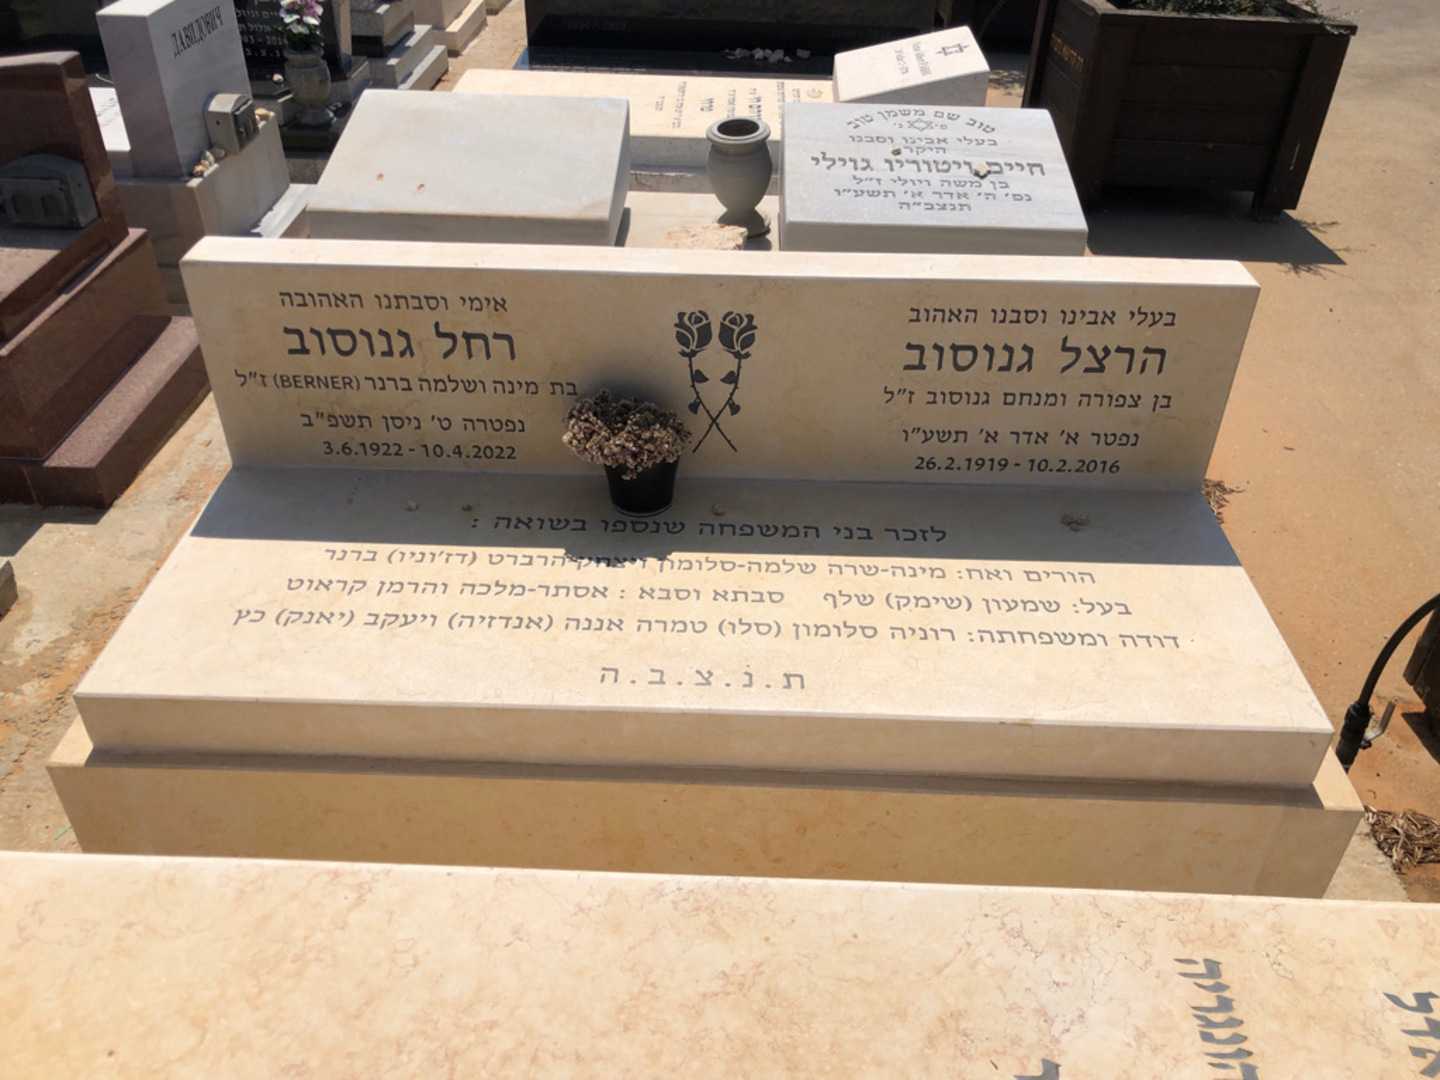 ДАВИДОВИЧ
טוב שם משמן טוב
פ. נ.
בעלי אבינו וסבנו
היקר
חיים ויטוריו גוילי
בן משה ויולי ז"ל
נפ' ה' אדר א' תשע"ו
תנצב"ה
בעלי אבינו וסבנו האהוב
הרצל גנוסוב
בן צפורה ומנחם גנוסוב ז"ל
נפטר א' אדר א' תשע"ו
26.2.1919 - 10.2.2016
אימי וסבתנו האהובה
רחל גנוסוב
בת מינה ושלמה ברנר (BERNER) ז"ל
נפטרה ט' ניסן תשפ"ב
3.6.1922 - 10.4.2022
לזכר בני המשפחה שנספו בשואה :
הורים ואח: מינה-שרה שלמה-סלומון ויצחק-הרברט (דז'וניו) ברנר
בעל: שמעון (שימק) שלף סבתא וסבא : אסתר-מלכה והרמן קראוט
דודה ומשפחתה: רוניה סלומון (סלו) טמרה אננה (אנדזיה) ויעקב (יאנק) כץ
ת.נ.צ.ב.ה